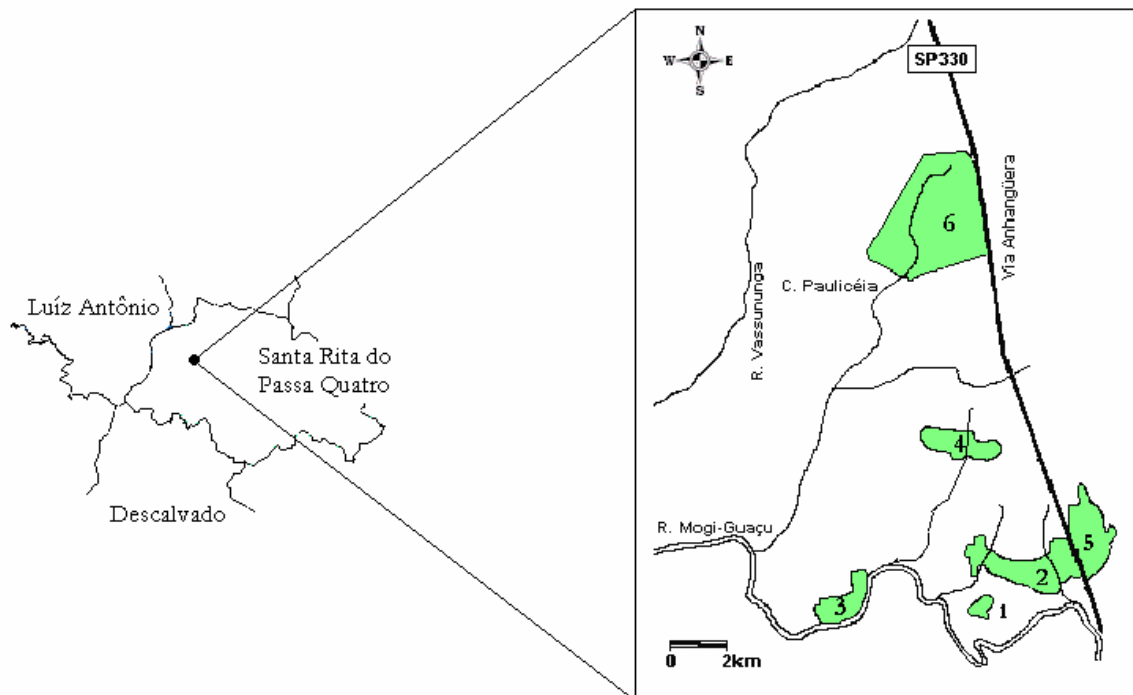 N
W E
S
SP330
Via Anhangüera
6
C. Paulicéia
R. Vassununga
Luíz Antônio
Santa Rita do
Passa Quatro
Descalvado
4
R. Mogi-Guaçu
5
2
3
1
0 2km